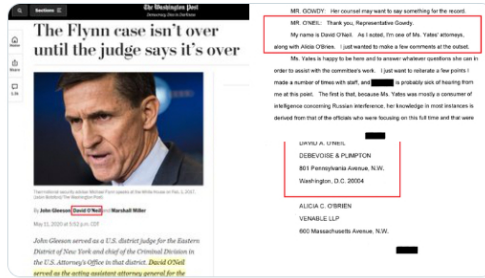 Sections
The Washington Post
Democracy Dies in Darkness
The Flynn case isn't over
until the judge says it's over
By John Gleeson, David O'Neil and Marshall Miller
May 11, 2020 at 5:52 p.m. CDT
John Gleeson served as a U.S. district judge for the Eastern
District of New York and chief of the Criminal Division in
the U.S. Attorney's Office in that district. David O'Neil
served as the acting assistant attorney general for the
MR. GOWDY: Her counsel may want to say something for the record.
MR. O'NEIL: Thank you, Representative Gowdy.
My name is David O'Neil. As I noted, I'm one of Ms. Yates' attorneys,
along with Alicia O'Brien. I just wanted to make a few comments at the outset.
Ms. Yates is happy to be here and to answer whatever questions she can in
order to assist with the committee's work. I just want to reiterate a few points I
made a number of times with staff, and is probably sick of hearing from
me at this point. The first is that, because Ms. Yates was mostly a consumer of
intelligence concerning Russian interference, her knowledge in most instances is
derived from that of the officials who were focusing on this full time and that were
DAVID A. O'NEIL
DEBEVOISE & PLIMPTON
801 Pennsylvania Avenue, N.W.
Washington, D.C. 20004
ALICIA C. O'BRIEN
VENABLE LLP
600 Massachusetts Avenue, N.W.